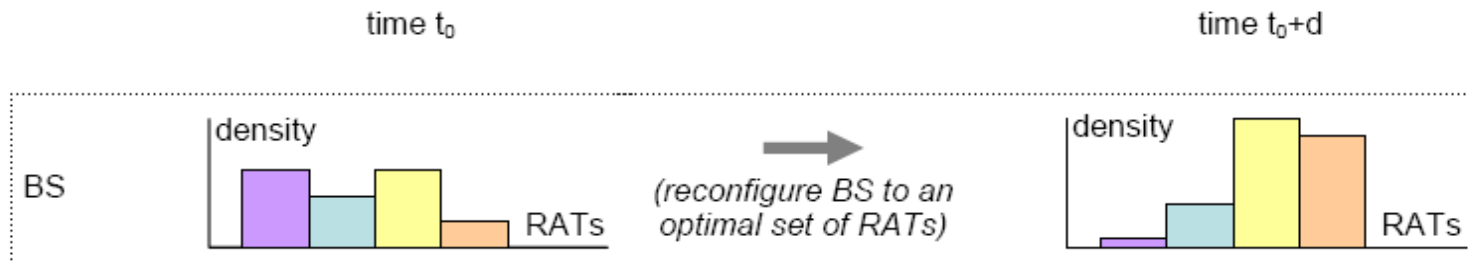 time t₀
time t₀+d
density
density
BS
(reconfigure BS to an
optimal set of RATs)
RATs
RATs